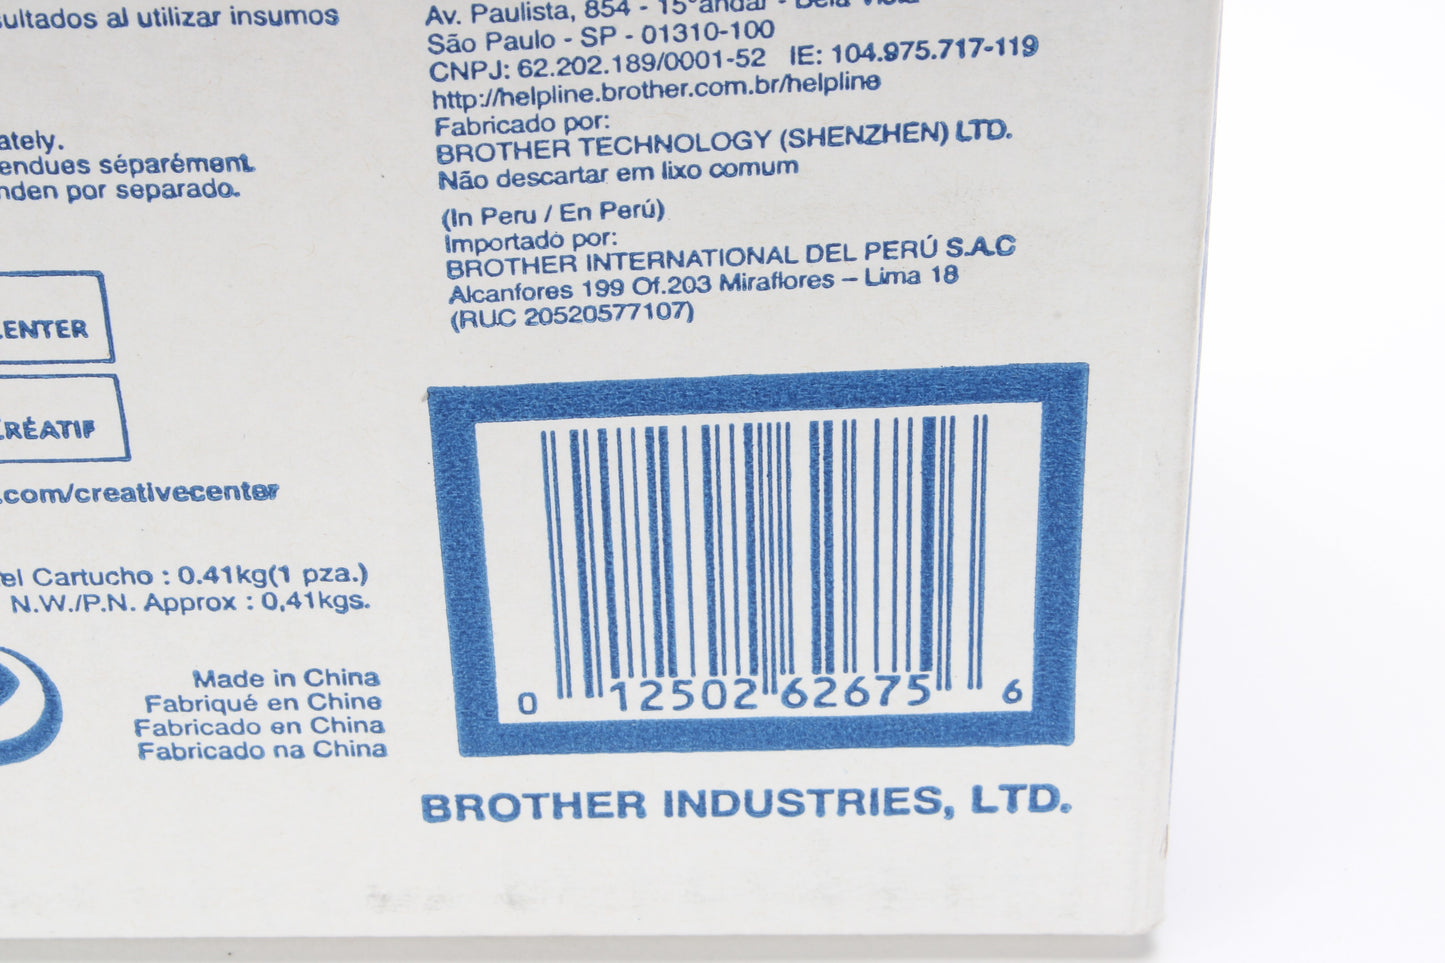 sultados al utilizar insumos
ately.
endues séparément.
nden por separado.
CENTER
CRÉATIF
.com/creativecenter
el Cartucho : 0.41kg(1 pza.)
N.W./P.N. Approx : 0,41kgs.
Made in China
Fabriqué en Chine
Fabricado en China
Fabricado na China
Av. Paulista, 854 - 15°andar - Bela Vista
São Paulo - SP - 01310-100
CNPJ: 62.202.189/0001-52 IE: 104.975.717-119
http://helpline.brother.com.br/helpline
Fabricado por:
BROTHER TECHNOLOGY (SHENZHEN) LTD.
Não descartar em lixo comum
(In Peru / En Perú)
Importado por:
BROTHER INTERNATIONAL DEL PERÚ S.A.C
Alcanfores 199 Of.203 Miraflores – Lima 18
(RUC 20520577107)
0 12502 62675 6
BROTHER INDUSTRIES, LTD.